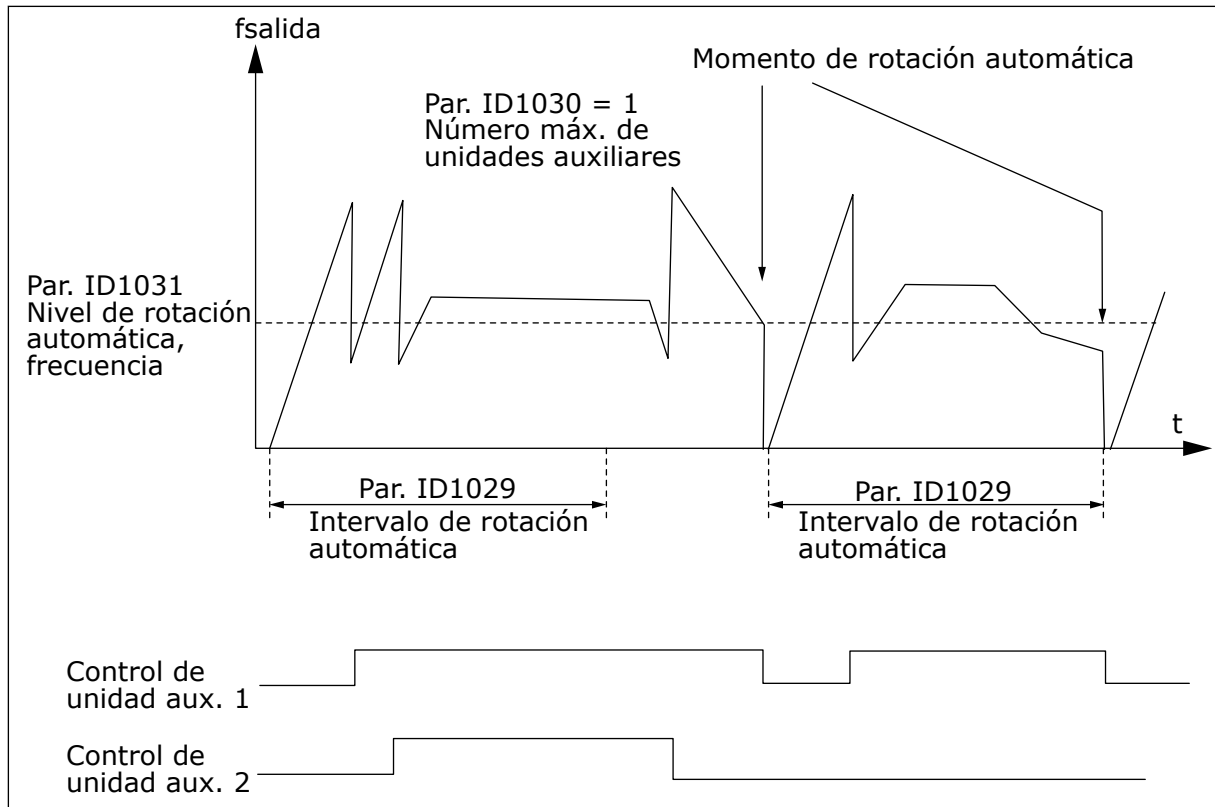 fsalida
Momento de rotación automática
Par. ID1030 = 1
Número máx. de
unidades auxiliares
Par. ID1031
Nivel de rotación
automática,
frecuencia
t
Par. ID1029
Intervalo de rotación
automática
Par. ID1029
Intervalo de rotación
automática
Control de
unidad aux. 1
Control de
unidad aux. 2